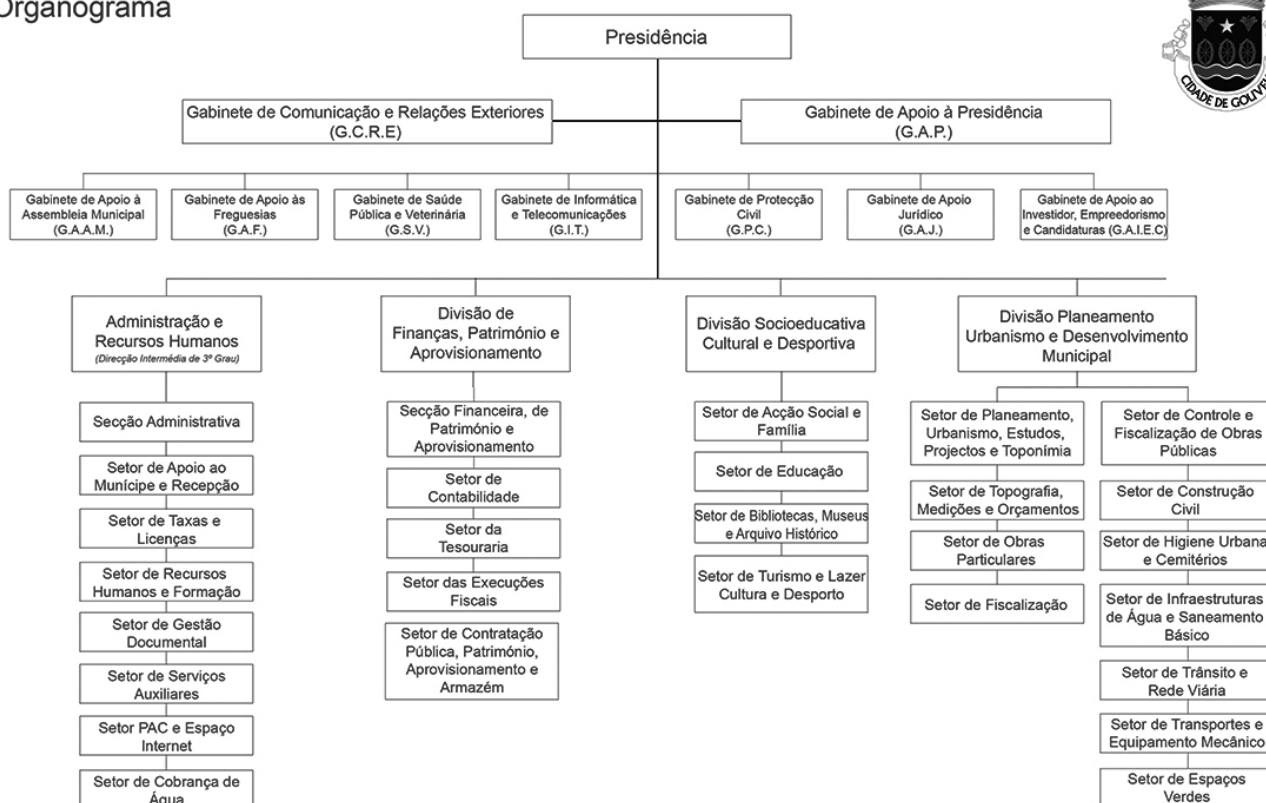 Organograma
CIDADE DE GOUVEIA
Presidência
Gabinete de Comunicação e Relações Exteriores
(G.C.R.E)
Gabinete de Apoio à Presidência
(G.A.P.)
Gabinete de Apoio à
Assembleia Municipal
(G.A.A.M.)
Gabinete de Apoio às
Freguesias
(G.A.F.)
Gabinete de Saúde
Pública e Veterinária
(G.S.V.)
Gabinete de Informática
e Telecomunicações
(G.I.T.)
Gabinete de Protecção
Civil
(G.P.C.)
Gabinete de Apoio
Jurídico
(G.A.J.)
Gabinete de Apoio ao
Investidor, Empreedorismo
e Candidaturas (G.A.I.E.C)
Administração e
Recursos Humanos
(Direcção Intermédia de 3º Grau)
Secção Administrativa
Setor de Apoio ao
Munícipe e Recepção
Setor de Taxas e
Licenças
Setor de Recursos
Humanos e Formação
Setor de Gestão
Documental
Setor de Serviços
Auxiliares
Setor PAC e Espaço
Internet
Setor de Cobrança de
Água
Divisão de
Finanças, Património e
Aprovisionamento
Secção Financeira, de
Património e
Aprovisionamento
Setor de
Contabilidade
Setor da
Tesouraria
Setor das Execuções
Fiscais
Setor de Contratação
Pública, Património,
Aprovisionamento e
Armazém
Divisão Socioeducativa
Cultural e Desportiva
Setor de Acção Social e
Família
Setor de Educação
Setor de Bibliotecas, Museus
e Arquivo Histórico
Setor de Turismo e Lazer
Cultura e Desporto
Divisão Planeamento
Urbanismo e Desenvolvimento
Municipal
Setor de Planeamento,
Urbanismo, Estudos,
Projectos e Toponímia
Setor de Topografia,
Medições e Orçamentos
Setor de Obras
Particulares
Setor de Fiscalização
Setor de Controle e
Fiscalização de Obras
Públicas
Setor de Construção
Civil
Setor de Higiene Urbana
e Cemitérios
Setor de Infraestruturas
de Água e Saneamento
Básico
Setor de Trânsito e
Rede Viária
Setor de Transportes e
Equipamento Mecânico
Setor de Espaços
Verdes